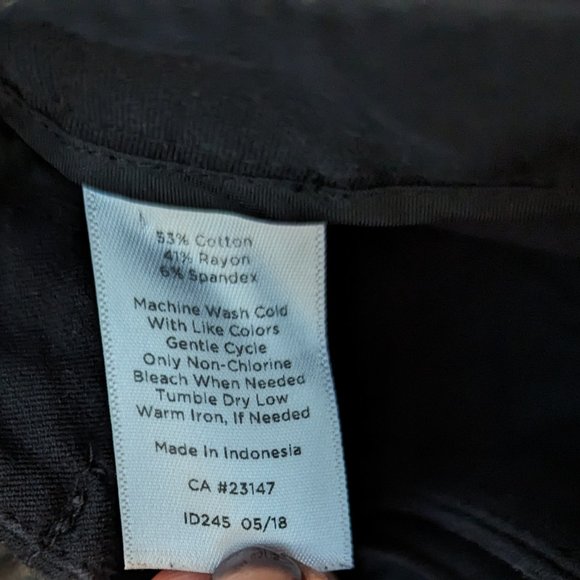 53% Cotton
41% Rayon
6% Spandex
Machine Wash Cold
With Like Colors
Gentle Cycle
Only Non-Chlorine
Bleach When Needed
Tumble Dry Low
Warm Iron, If Needed
Made In Indonesia
CA #23147
ID245 05/18